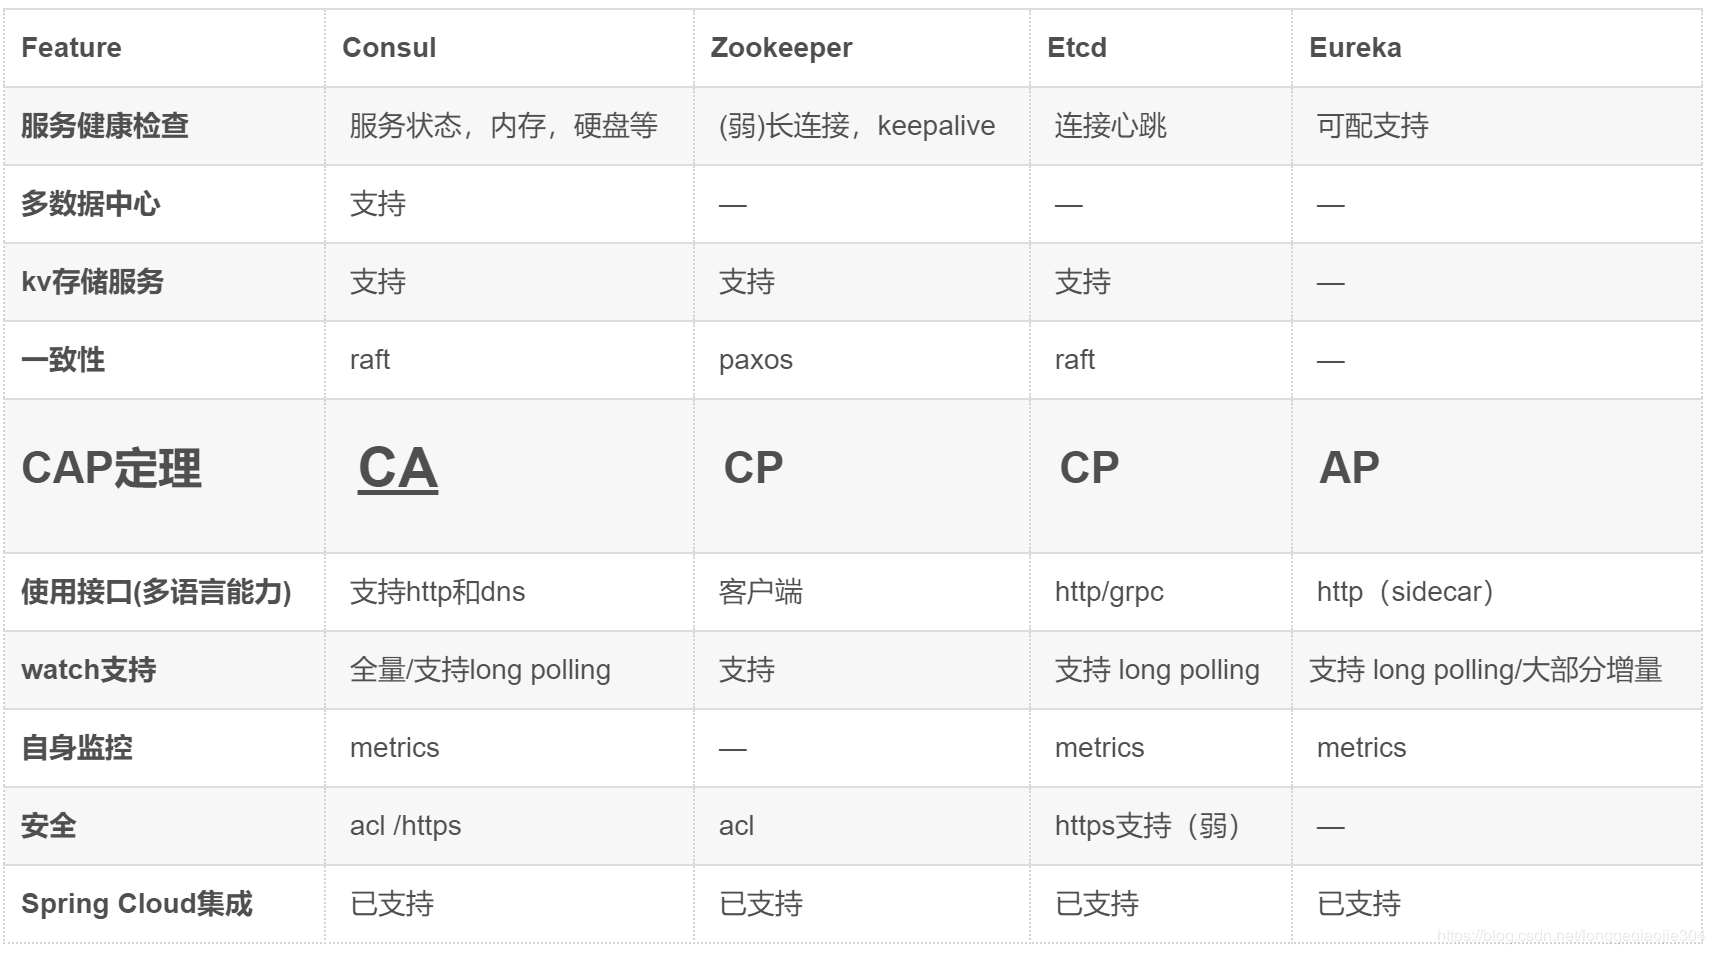 Feature Consul Zookeeper Etcd Eureka
服务健康检查 服务状态，内存，硬盘等 (弱)长连接，keepalive 连接心跳 可配支持
多数据中心 支持 — — —
kv存储服务 支持 支持 支持 —
一致性 raft paxos raft —
CAP定理 CA CP CP AP
使用接口(多语言能力) 支持http和dns 客户端 http/grpc http（sidecar）
watch支持 全量/支持long polling 支持 支持 long polling 支持 long polling/大部分增量
自身监控 metrics — metrics metrics
安全 acl /https acl https支持（弱） —
Spring Cloud集成 已支持 已支持 已支持 已支持
https://blog.csdn.net/longgeqiaojie304